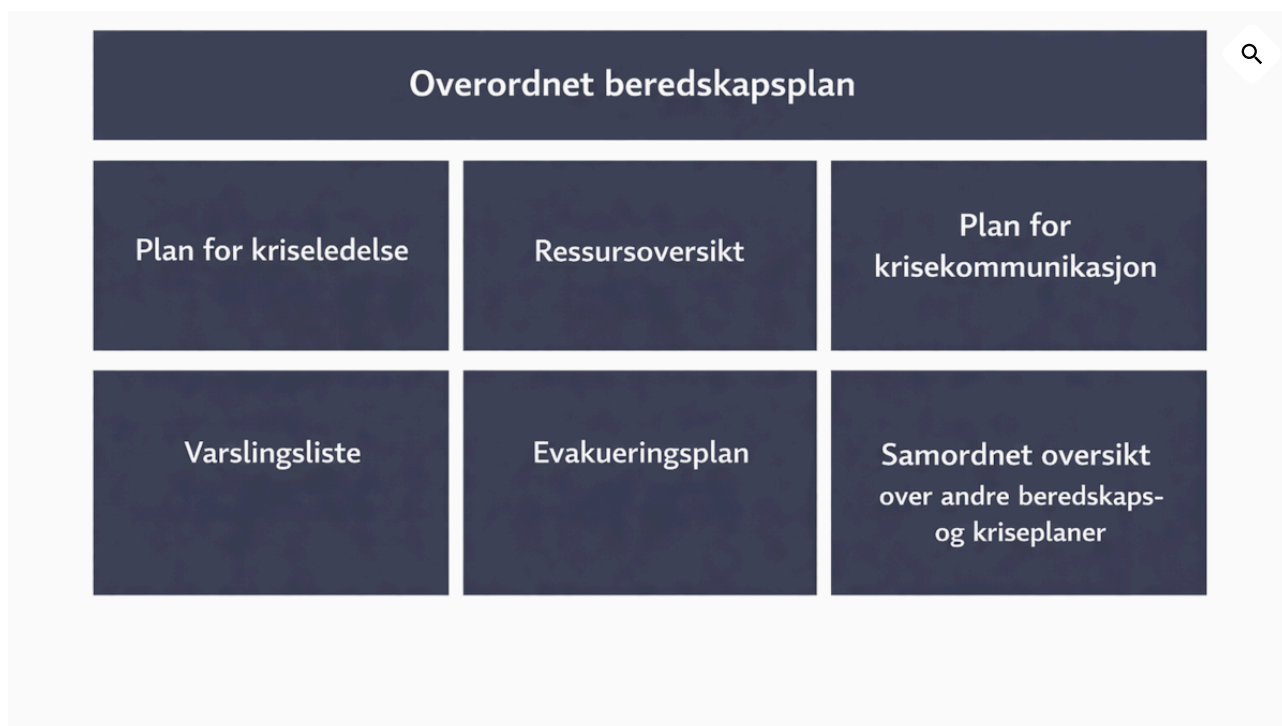 Overordnet beredskapsplan
Plan for kriseledelse
Ressursoversikt
Plan for
krisekommunikasjon
Varslingsliste
Evakueringsplan
Samordnet oversikt
over andre beredskaps-
og kriseplaner